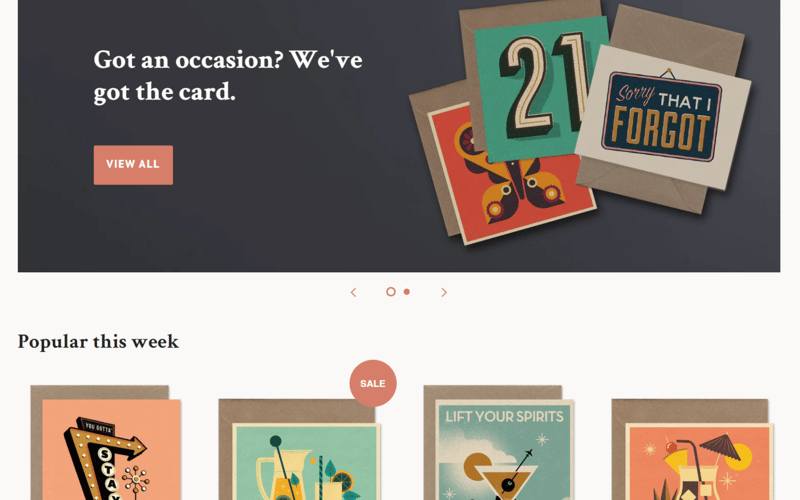 Got an occasion? We've
got the card.
VIEW ALL
21
Sorry THAT I
FORGOT
Popular this week
SALE
YOU GOTTA'
STAY
LIFT YOUR SPIRITS